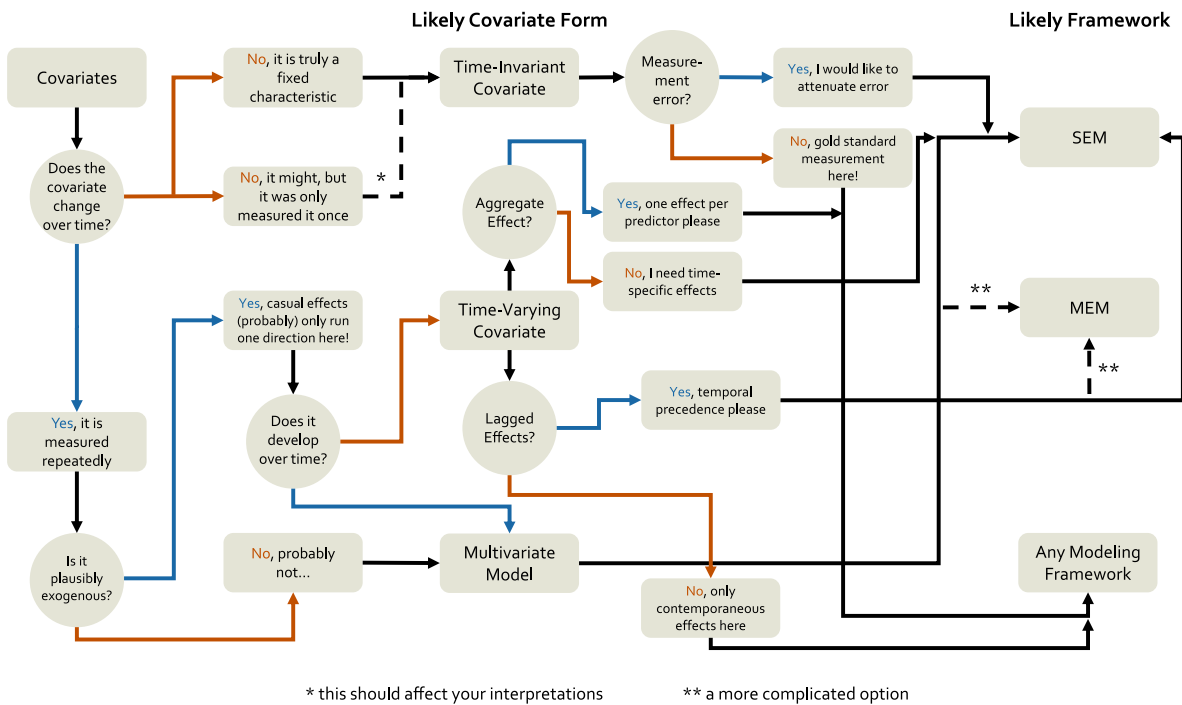 Likely Covariate Form
Likely Framework
Covariates
No, it is truly a
fixed
characteristic
Time-Invariant
Covariate
Measure-
ment
error?
Yes, I would like to
attenuate error
SEM
Does the
covariate
change
over time?
No, it might, but
it was only
measured it once
*
No, gold standard
measurement
here!
Aggregate
Effect?
Yes, one effect per
predictor please
No, I need time-
specific effects
Yes, casual effects
(probably) only run
one direction here!
Time-Varying
Covariate
**
MEM
**
Yes, it is
measured
repeatedly
Does it
develop
over time?
Lagged
Effects?
Yes, temporal
precedence please
Is it
plausibly
exogenous?
No, probably
not...
Multivariate
Model
No, only
contemporaneous
effects here
Any Modeling
Framework
* this should affect your interpretations
** a more complicated option